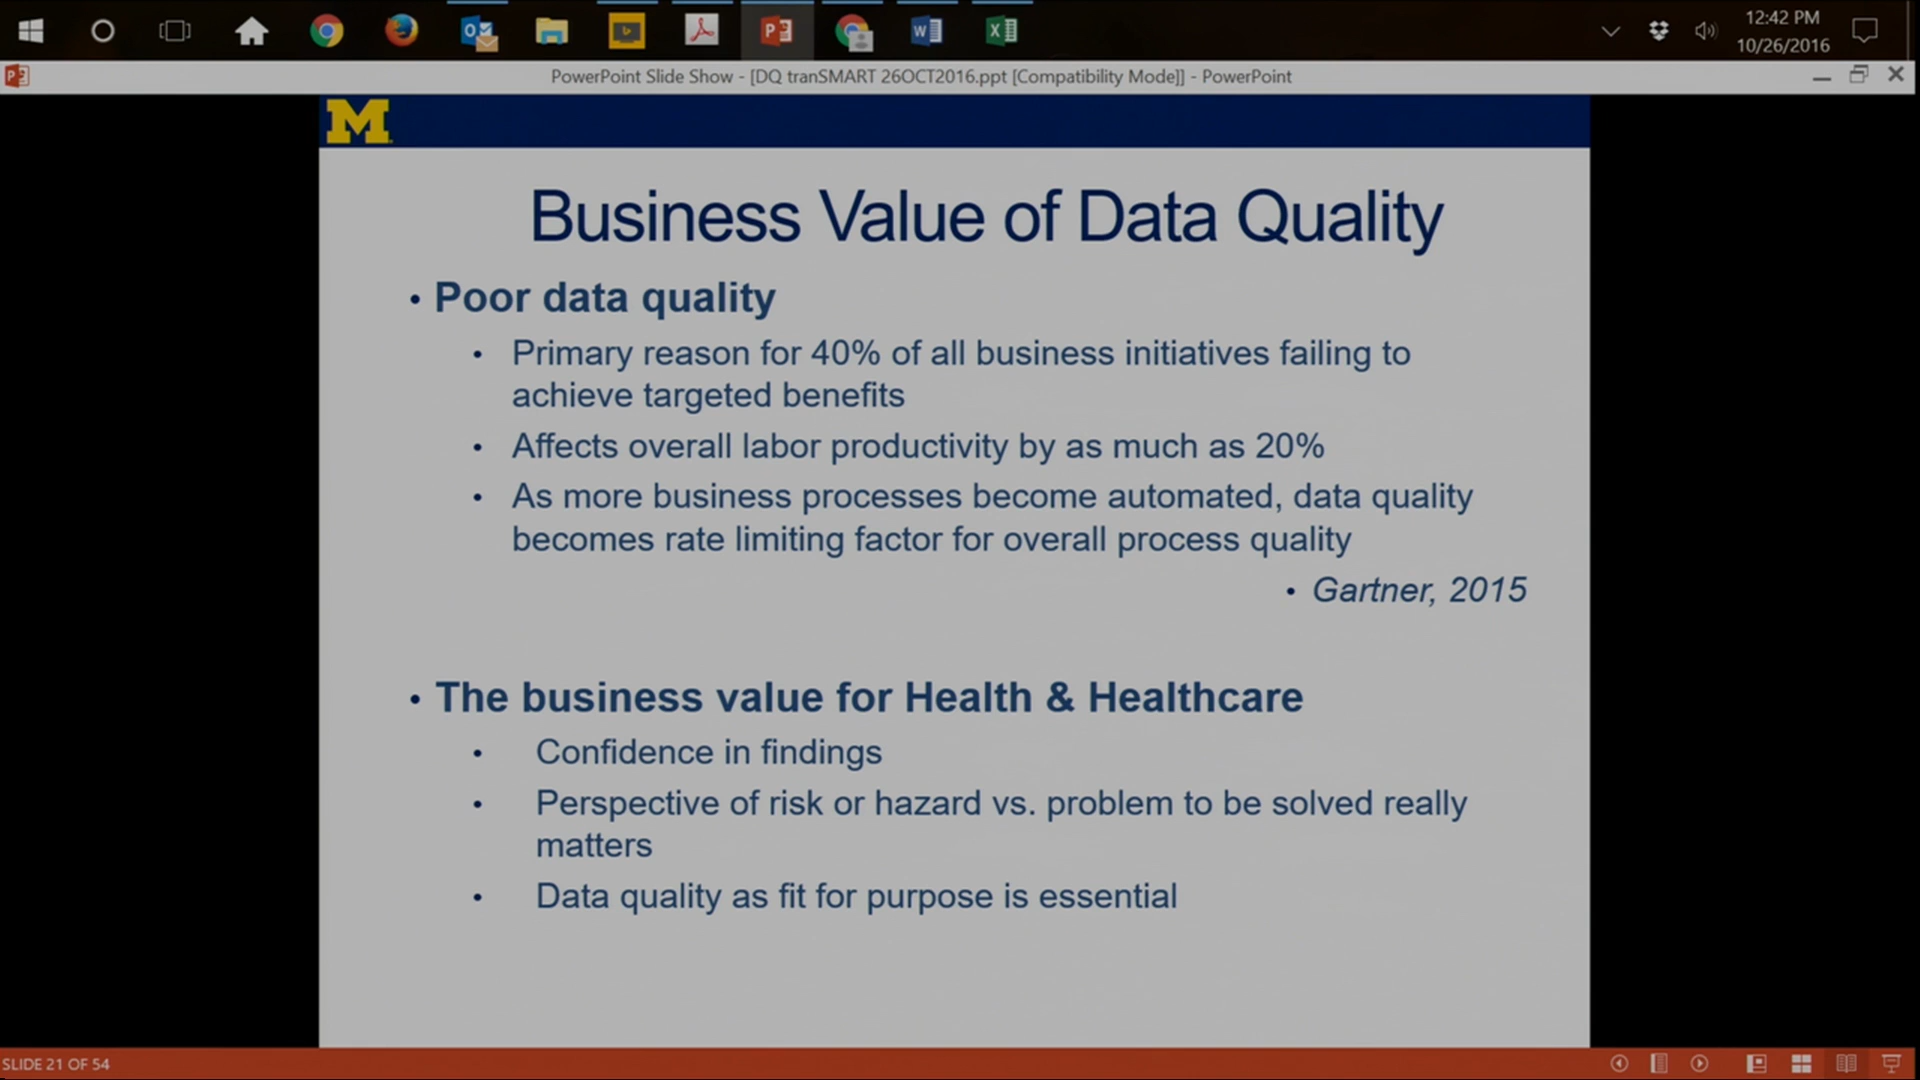 12:42 PM
10/26/2016
PowerPoint Slide Show - [DQ tranSMART 26OCT2016.ppt [Compatibility Mode]] - PowerPoint
M
Business Value of Data Quality
• Poor data quality
• Primary reason for 40% of all business initiatives failing to
achieve targeted benefits
• Affects overall labor productivity by as much as 20%
• As more business processes become automated, data quality
becomes rate limiting factor for overall process quality
• Gartner, 2015
• The business value for Health & Healthcare
• Confidence in findings
• Perspective of risk or hazard vs. problem to be solved really
matters
• Data quality as fit for purpose is essential
SLIDE 21 OF 54